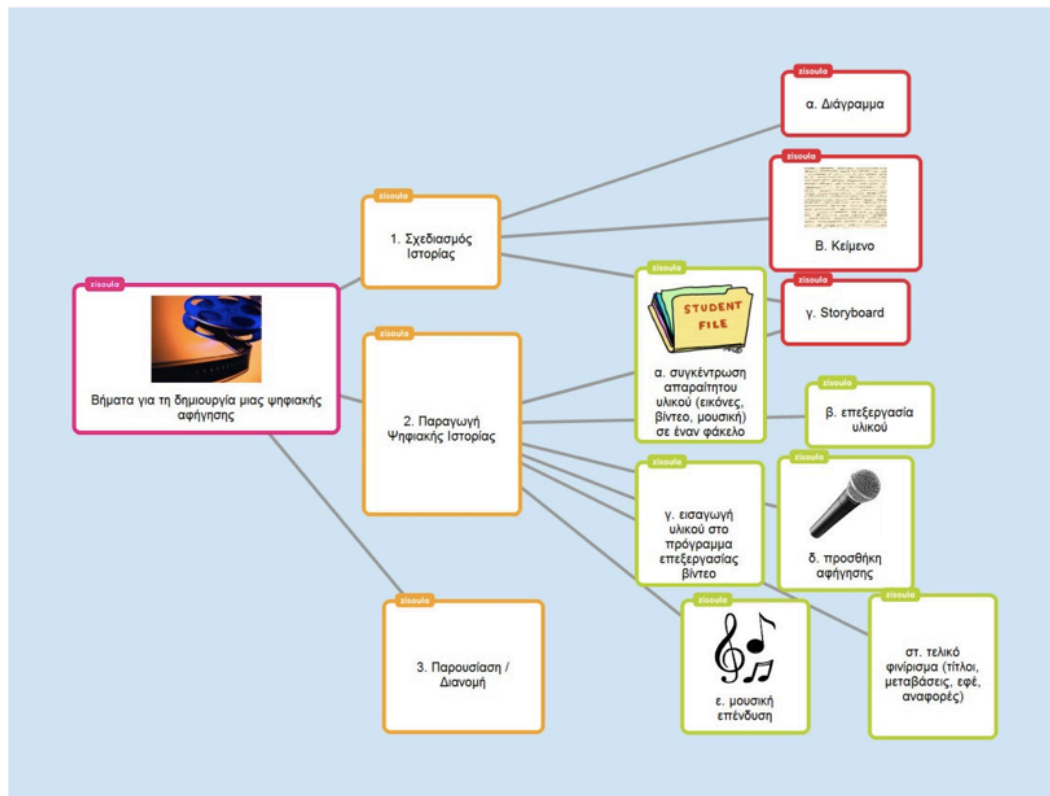 zisoula
Βήματα για τη δημιουργία μιας ψηφιακής
αφήγησης
zisoula
1. Σχεδιασμός
Ιστορίας
zisoula
α. Διάγραμμα
zisoula
Β. Κείμενο
zisoula
γ. Storyboard
zisoula
2. Παραγωγή
Ψηφιακής Ιστορίας
zisoula
STUDENT
FILE
α. συγκέντρωση
απαραίτητου
υλικού (εικόνες,
βίντεο, μουσική)
σε έναν φάκελο
zisoula
β. επεξεργασία
υλικού
zisoula
γ. εισαγωγή
υλικού στο
πρόγραμμα
επεξεργασίας
βίντεο
zisoula
δ. προσθήκη
αφήγησης
zisoula
ε. μουσική
επένδυση
zisoula
στ. τελικό
φινίρισμα (τίτλοι,
μεταβάσεις, εφέ,
αναφορές)
zisoula
3. Παρουσίαση /
Διανομή